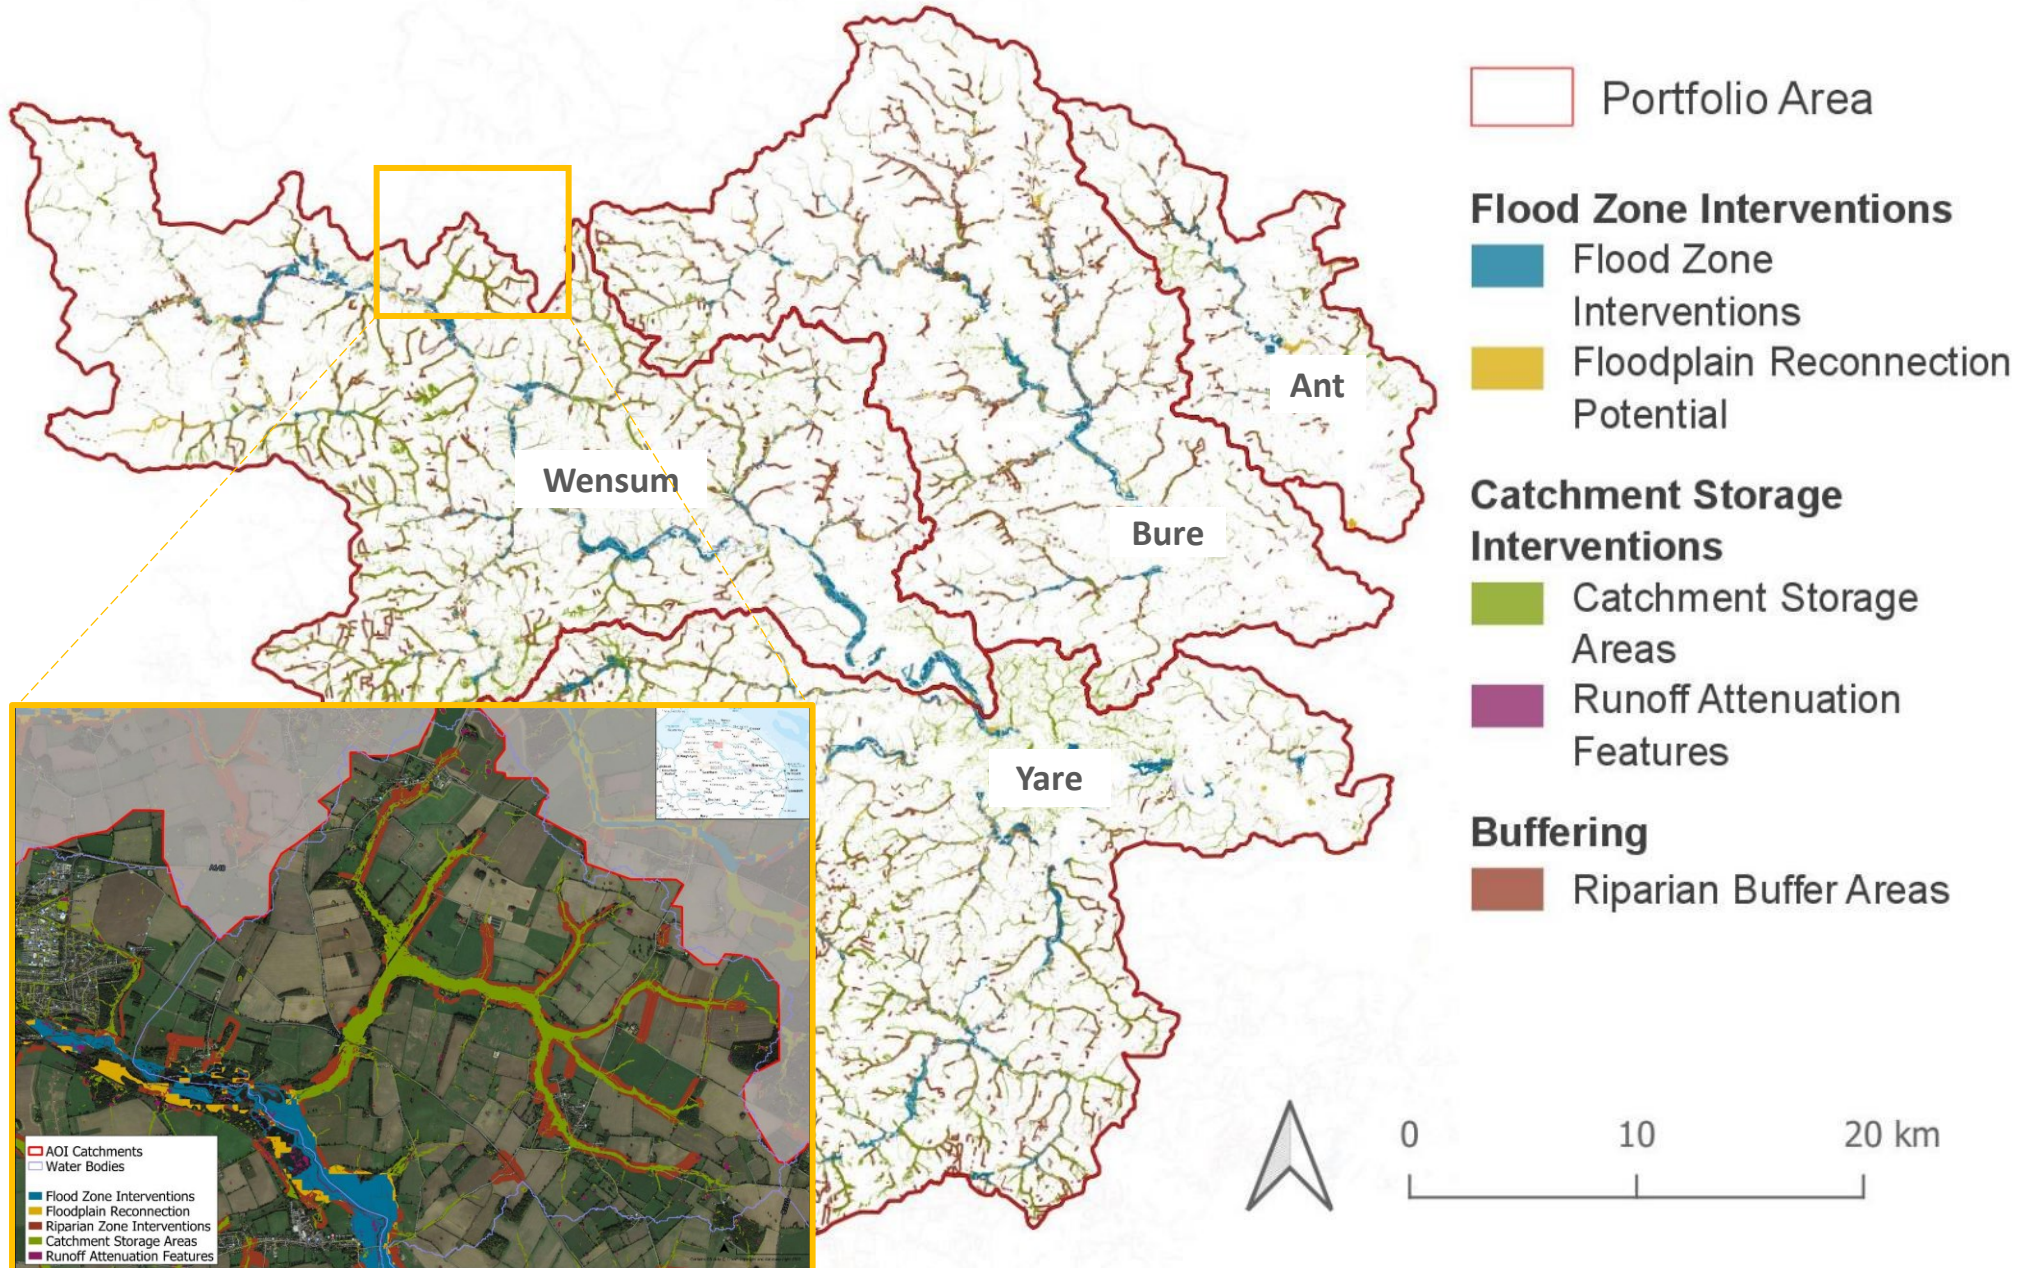 Portfolio Area
Flood Zone Interventions
Flood Zone
Interventions
Floodplain Reconnection
Potential
Catchment Storage
Interventions
Catchment Storage
Areas
Runoff Attenuation
Features
Buffering
Riparian Buffer Areas
0 10 20 km
Ant
Wensum
Bure
Yare
A148
AOI Catchments
Water Bodies
Flood Zone Interventions
Floodplain Reconnection
Riparian Zone Interventions
Catchment Storage Areas
Runoff Attenuation Features